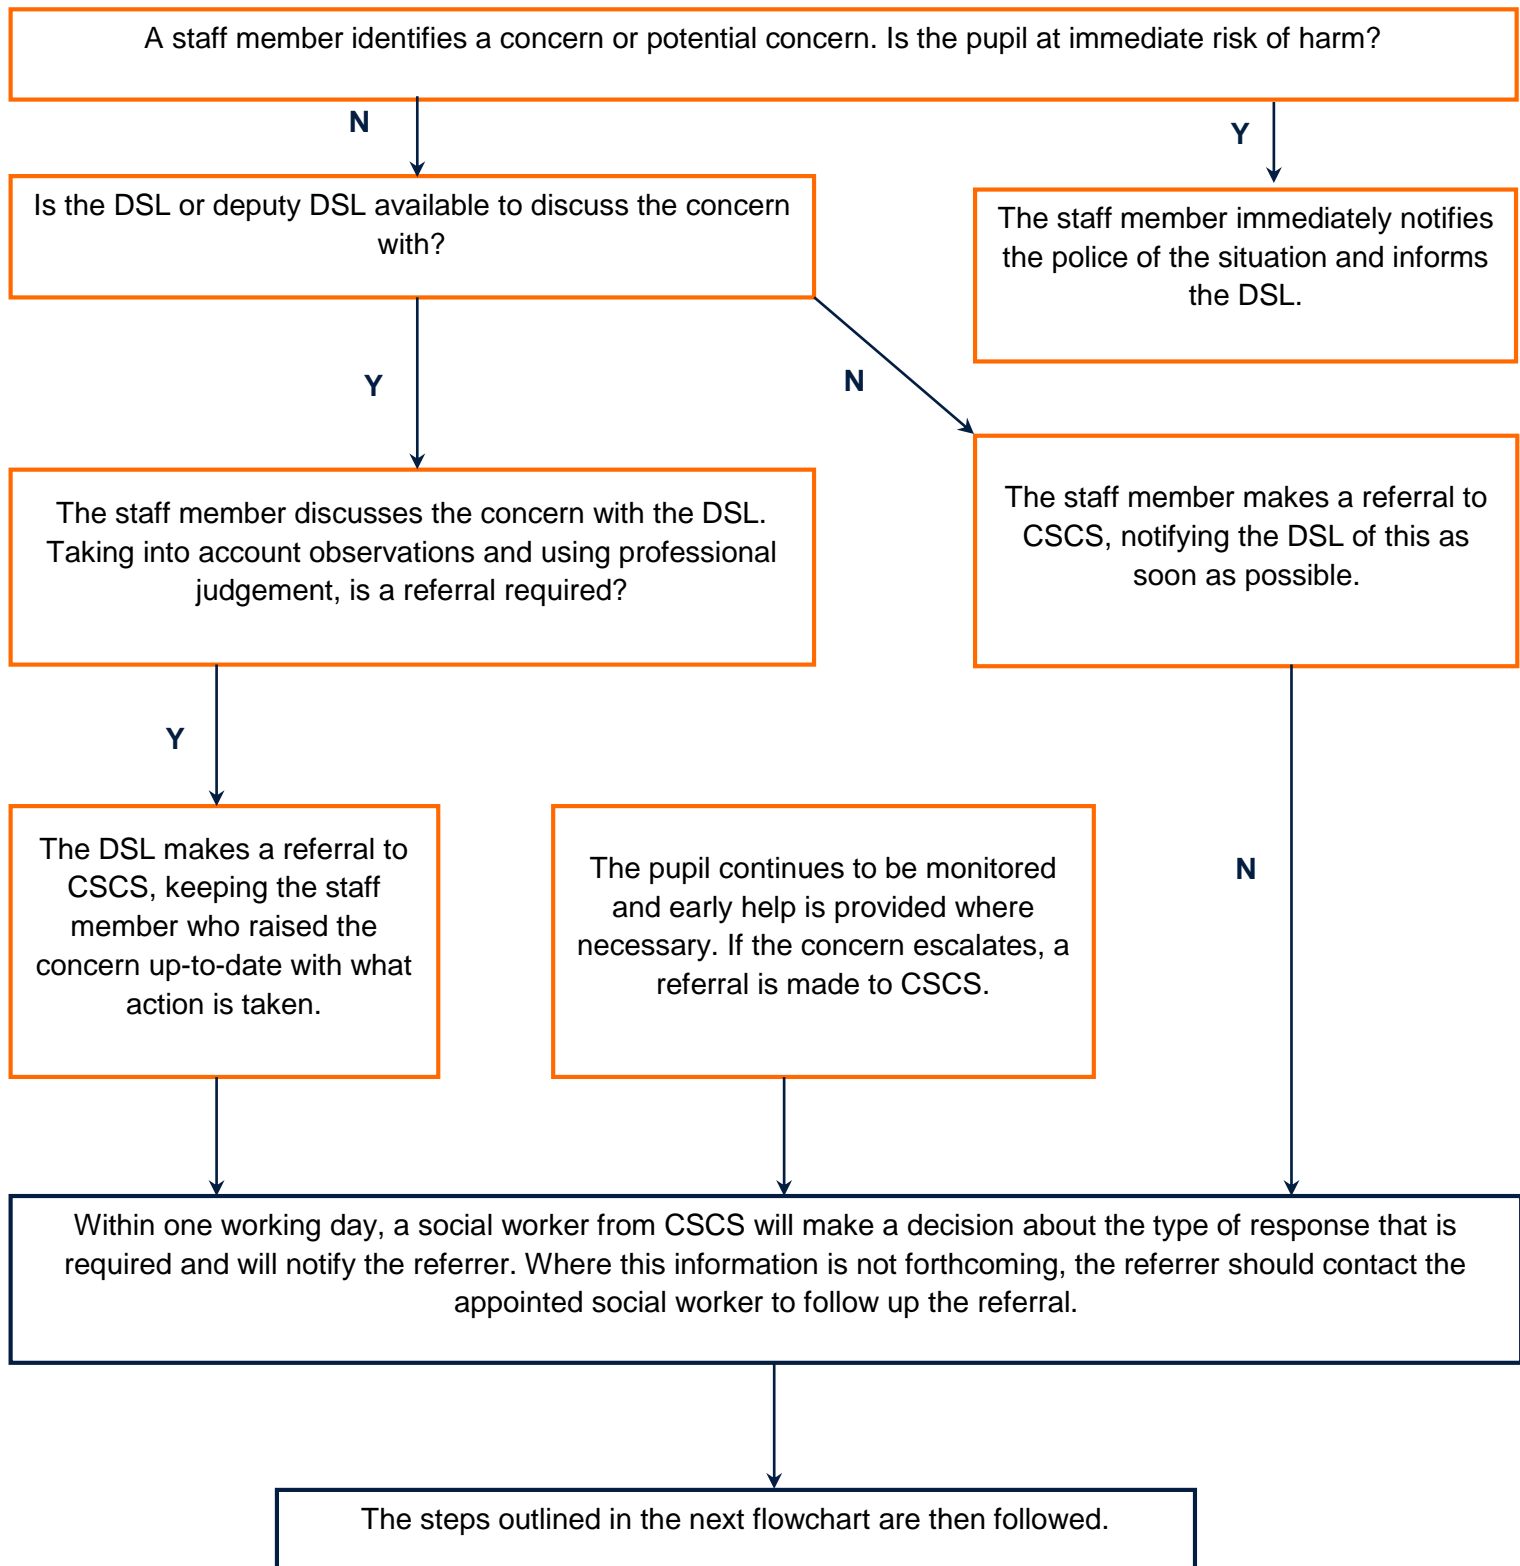 A staff member identifies a concern or potential concern. Is the pupil at immediate risk of harm?
N
Y
Is the DSL or deputy DSL available to discuss the concern
with?
The staff member immediately notifies
the police of the situation and informs
the DSL.
Y
N
The staff member discusses the concern with the DSL.
Taking into account observations and using professional
judgement, is a referral required?
The staff member makes a referral to
CSCS, notifying the DSL of this as
soon as possible.
Y
The DSL makes a referral to
CSCS, keeping the staff
member who raised the
concern up-to-date with what
action is taken.
The pupil continues to be monitored
and early help is provided where
necessary. If the concern escalates, a
referral is made to CSCS.
N
Within one working day, a social worker from CSCS will make a decision about the type of response that is
required and will notify the referrer. Where this information is not forthcoming, the referrer should contact the
appointed social worker to follow up the referral.
The steps outlined in the next flowchart are then followed.